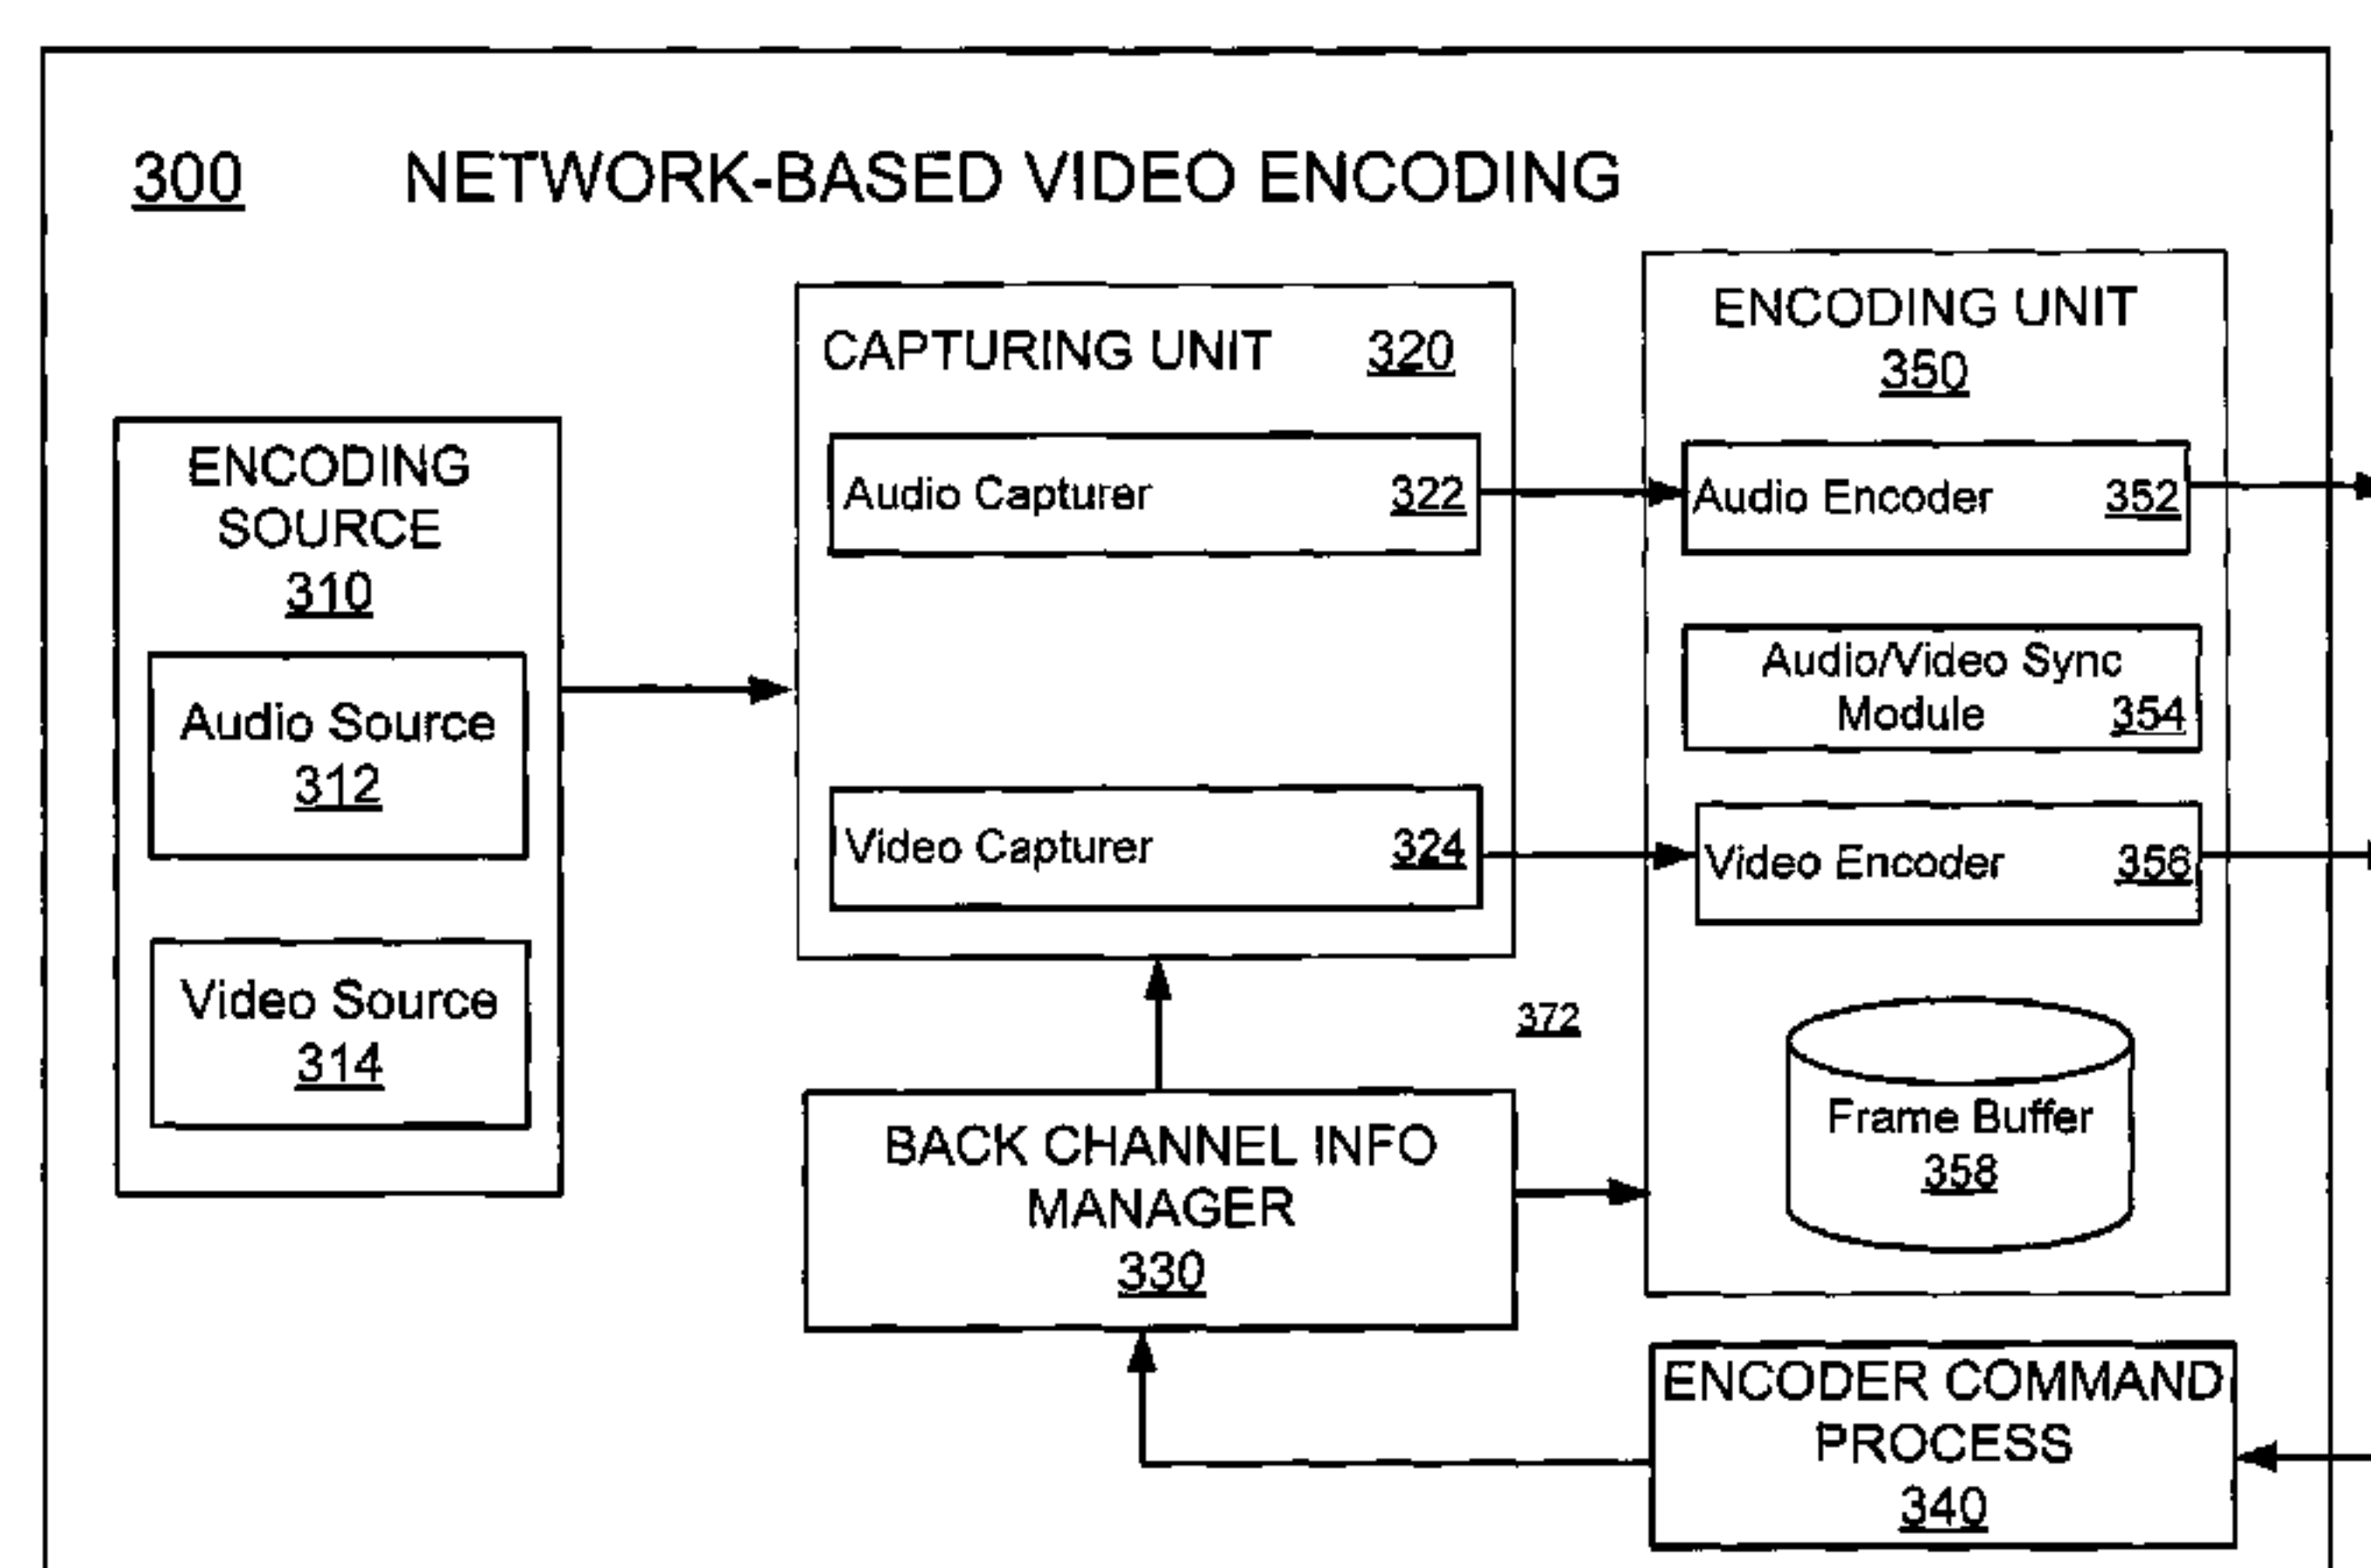 300 NETWORK-BASED VIDEO ENCODING
ENCODING
SOURCE
310
Audio Source
312
Video Source
314
CAPTURING UNIT 320
Audio Capturer 322
Video Capturer 324
ENCODING UNIT
350
Audio Encoder 352
Audio/Video Sync
Module 354
Video Encoder 356
Frame Buffer
358
372
BACK CHANNEL INFO
MANAGER
330
ENCODER COMMAND
PROCESS
340